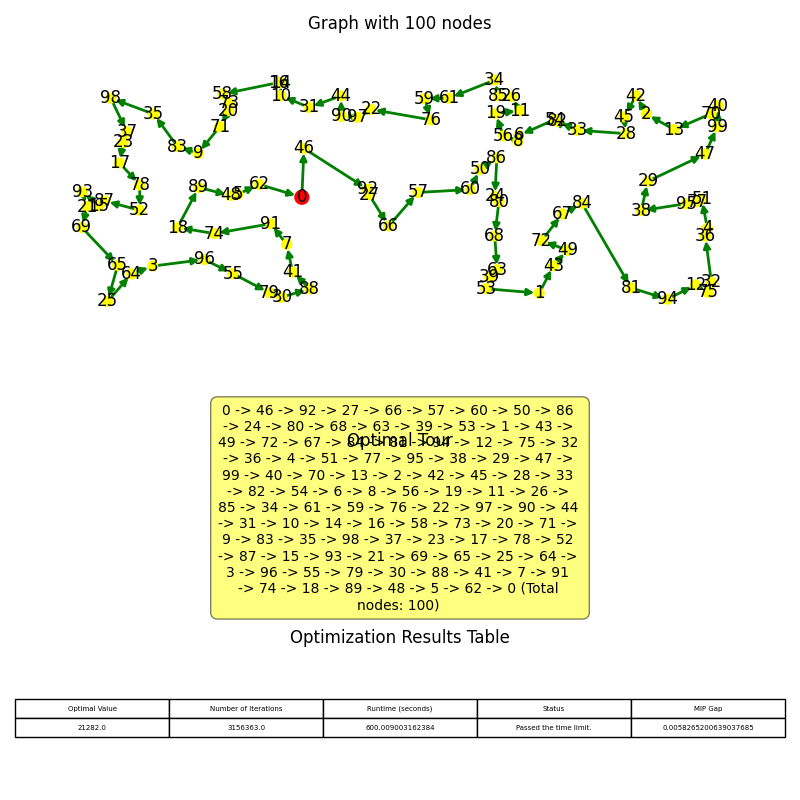 Graph with 100 nodes
34
16 14
98 58 10 44 59 61 85 26 42
73 40
35 20 31 90 97 22 76 19 11 45 2 70
37 71 54 82 33 28 13 99
23 83 9 46 56 6 8
17 86 47
78 89 62 50 29
93 87 48 5 0 92 27 57 60 24 51
21 15 52 80 84 38 95 77
69 18 74 91 66 67 4
7 68 72 36
65 3 96 41 63 43 49
64 55 39 32
25 79 30 88 53 1 81 94 12 75
0 -> 46 -> 92 -> 27 -> 66 -> 57 -> 60 -> 50 -> 86
-> 24 -> 80 -> 68 -> 63 -> 39 -> 53 -> 1 -> 43 ->
Optimal Tour
49 -> 72 -> 67 -> 84 -> 81 -> 94 -> 12 -> 75 -> 32
-> 36 -> 4 -> 51 -> 77 -> 95 -> 38 -> 29 -> 47 ->
99 -> 40 -> 70 -> 13 -> 2 -> 42 -> 45 -> 28 -> 33
-> 82 -> 54 -> 6 -> 8 -> 56 -> 19 -> 11 -> 26 ->
85 -> 34 -> 61 -> 59 -> 76 -> 22 -> 97 -> 90 -> 44
-> 31 -> 10 -> 14 -> 16 -> 58 -> 73 -> 20 -> 71 ->
9 -> 83 -> 35 -> 98 -> 37 -> 23 -> 17 -> 78 -> 52
-> 87 -> 15 -> 93 -> 21 -> 69 -> 65 -> 25 -> 64 ->
3 -> 96 -> 55 -> 79 -> 30 -> 88 -> 41 -> 7 -> 91
-> 74 -> 18 -> 89 -> 48 -> 5 -> 62 -> 0 (Total
nodes: 100)
Optimization Results Table
Optimal Value Number of Iterations Runtime (seconds) Status MIP Gap
21282.0 3156363.0 600.009003162384 Passed the time limit. 0.0058265200639037685